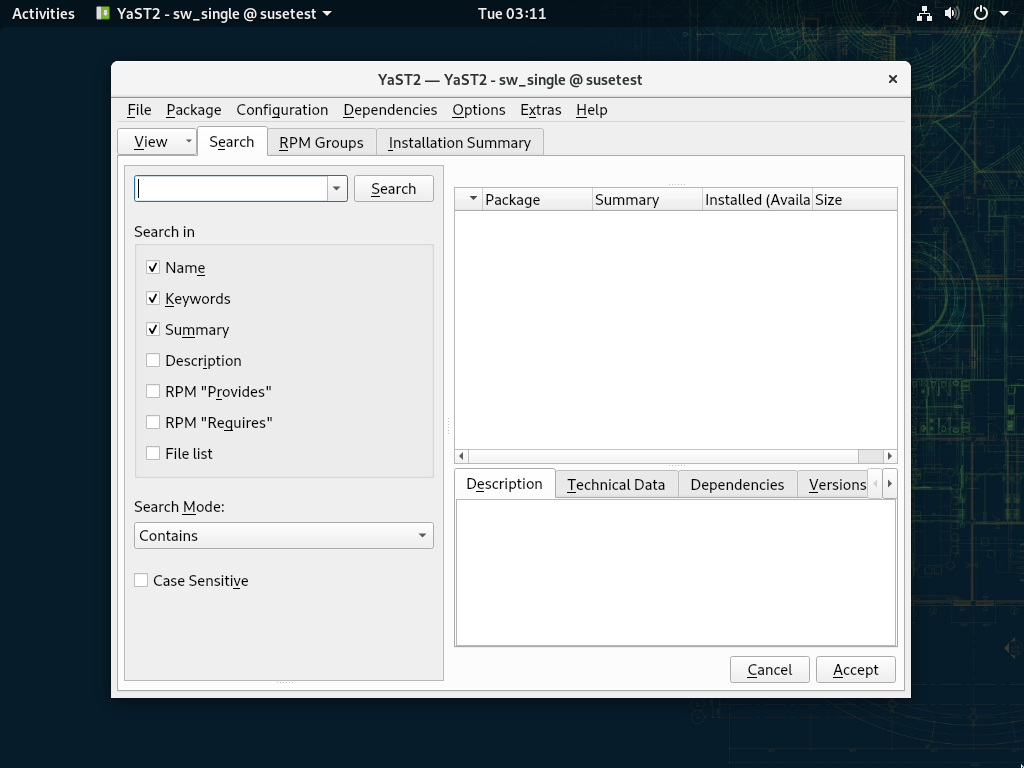 Activities YaST2 - sw_single @ susetest Tue 03:11
YaST2 — YaST2 - sw_single @ susetest
File Package Configuration Dependencies Options Extras Help
View Search RPM Groups Installation Summary
Search
Package Summary Installed (Availa Size
Search in
Name
Keywords
Summary
Description
RPM "Provides"
RPM "Requires"
File list
Search Mode:
Contains
Case Sensitive
Description Technical Data Dependencies Versions
Cancel Accept